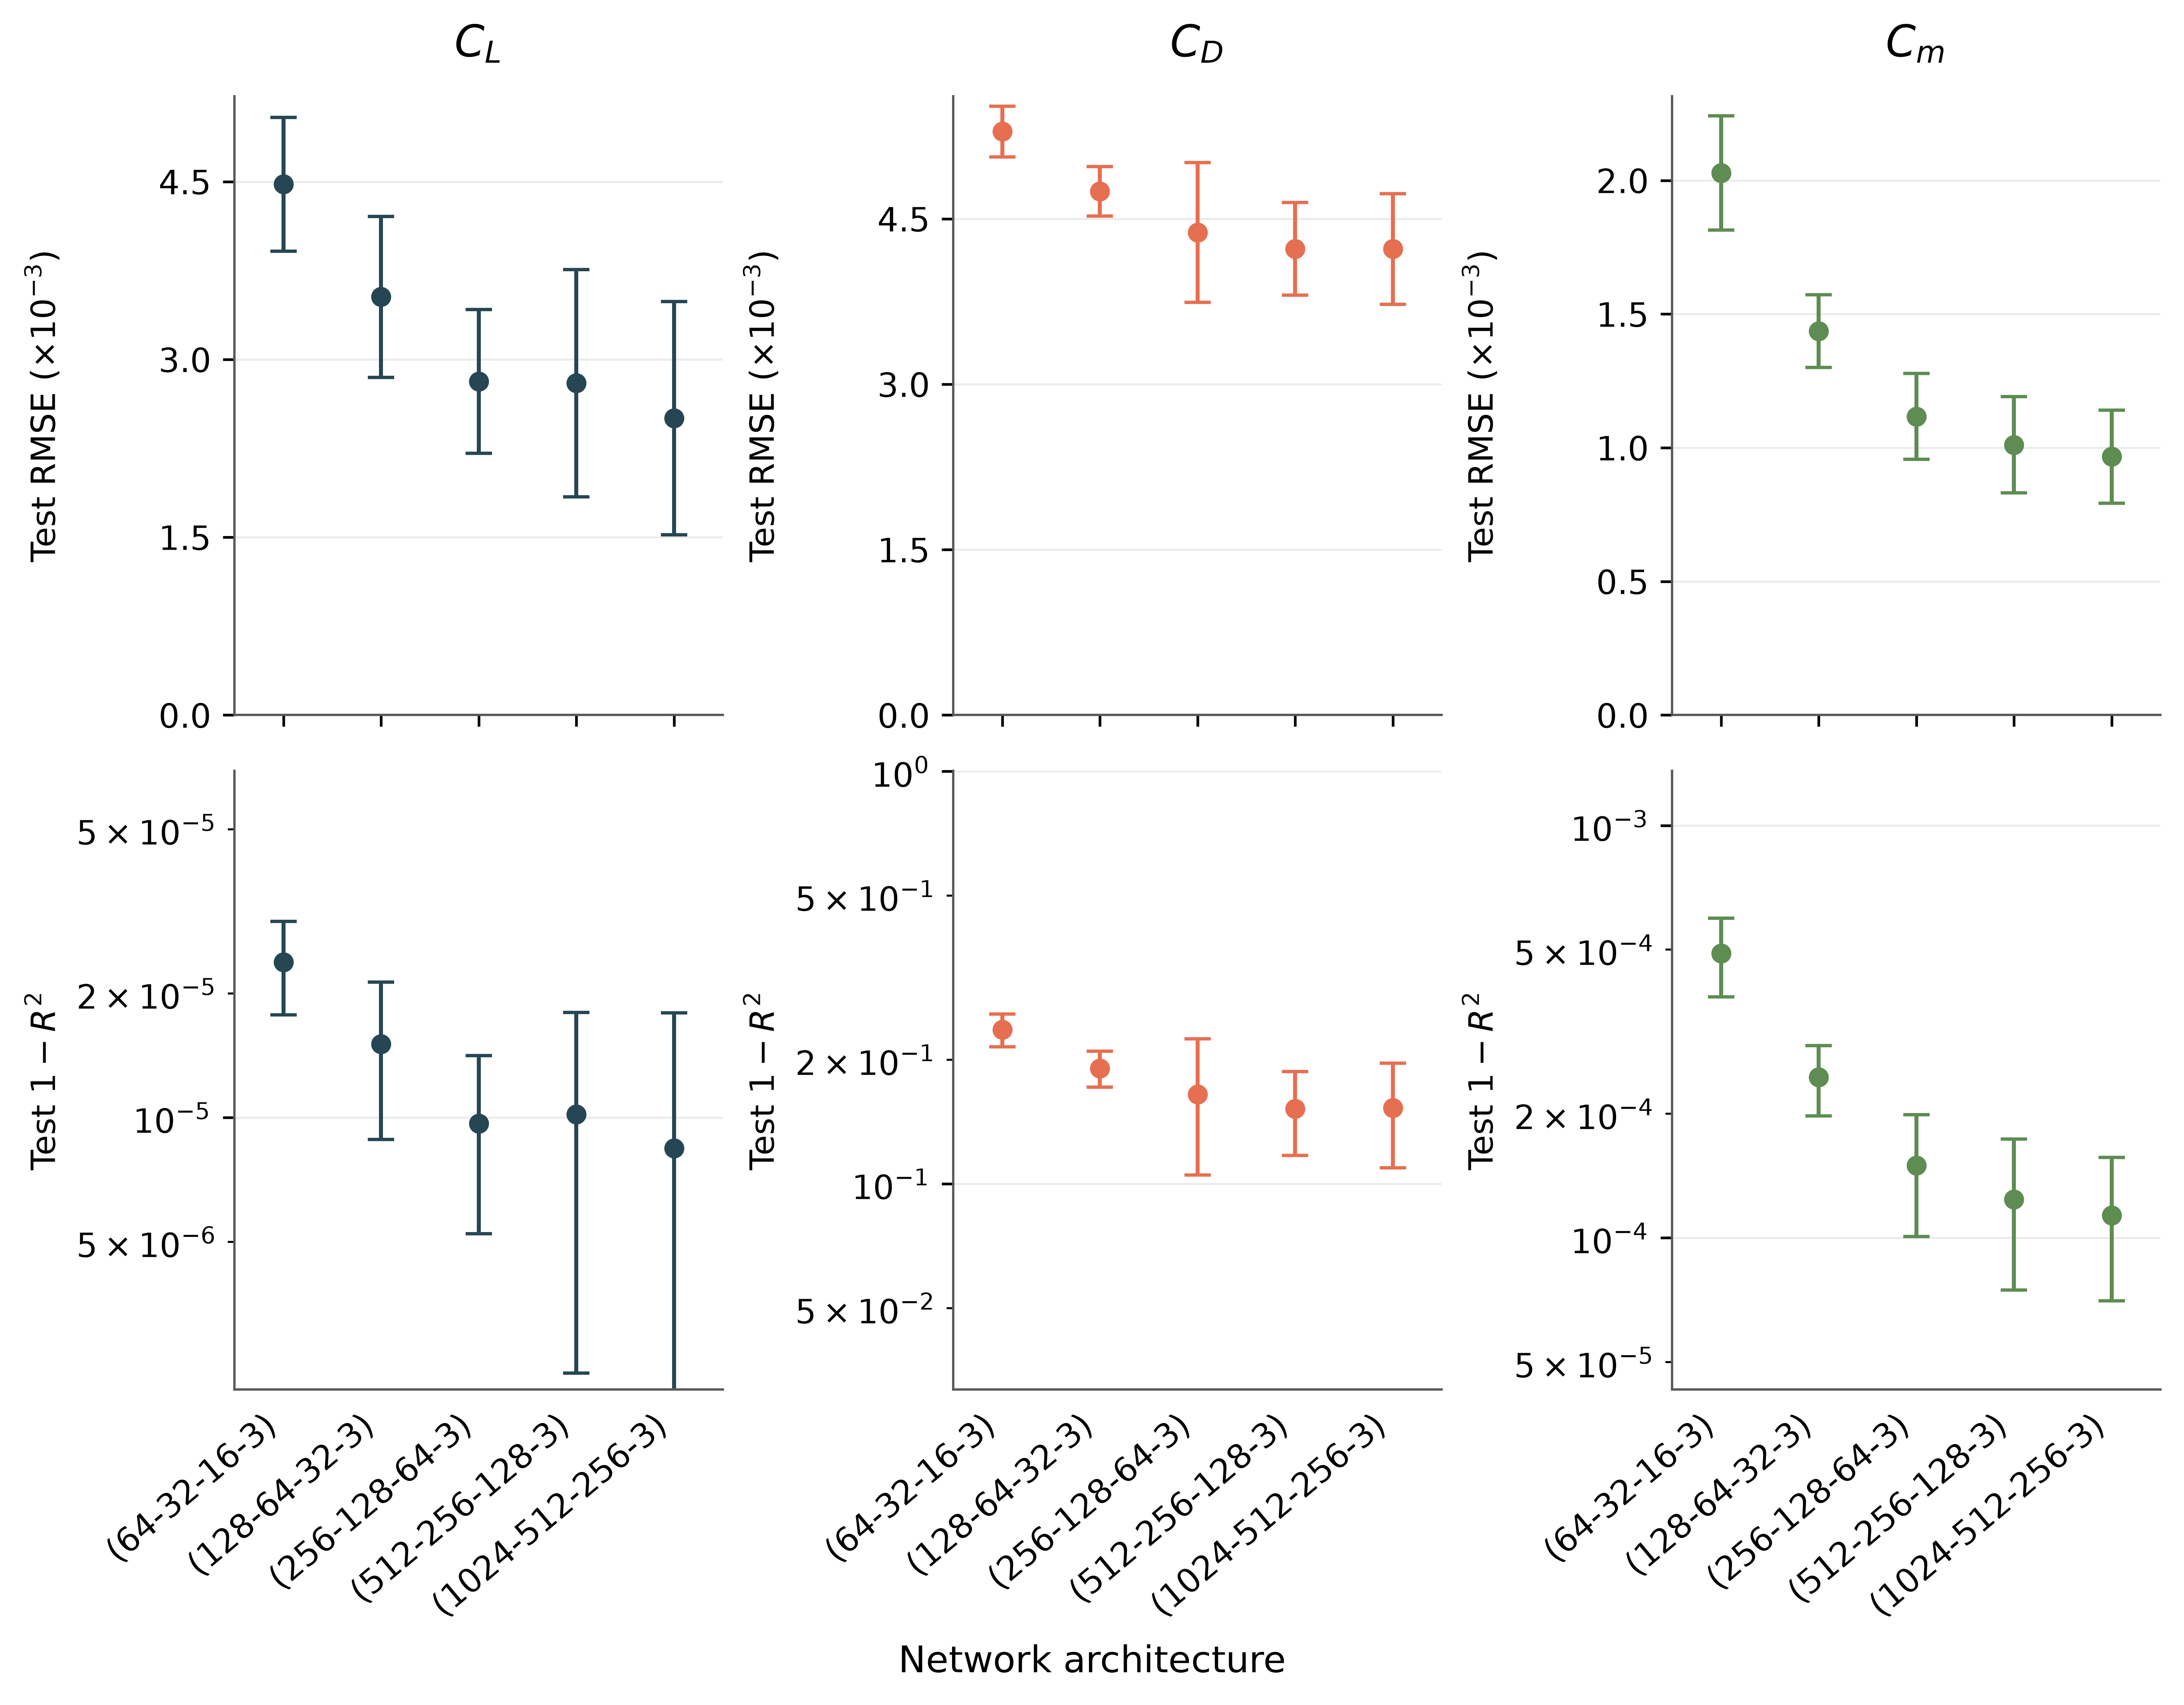 C_L
C_D
C_m
Test RMSE (×10⁻³)
4.5
3.0
1.5
0.0
Test RMSE (×10⁻³)
4.5
3.0
1.5
0.0
Test RMSE (×10⁻³)
2.0
1.5
1.0
0.5
0.0
Test 1 − R²
5 × 10⁻⁵
2 × 10⁻⁵
10⁻⁵
5 × 10⁻⁶
Test 1 − R²
10⁰
5 × 10⁻¹
2 × 10⁻¹
10⁻¹
5 × 10⁻²
Test 1 − R²
10⁻³
5 × 10⁻⁴
2 × 10⁻⁴
10⁻⁴
5 × 10⁻⁵
(64-32-16-3)
(128-64-32-3)
(256-128-64-3)
(512-256-128-3)
(1024-512-256-3)
(64-32-16-3)
(128-64-32-3)
(256-128-64-3)
(512-256-128-3)
(1024-512-256-3)
(64-32-16-3)
(128-64-32-3)
(256-128-64-3)
(512-256-128-3)
(1024-512-256-3)
Network architecture